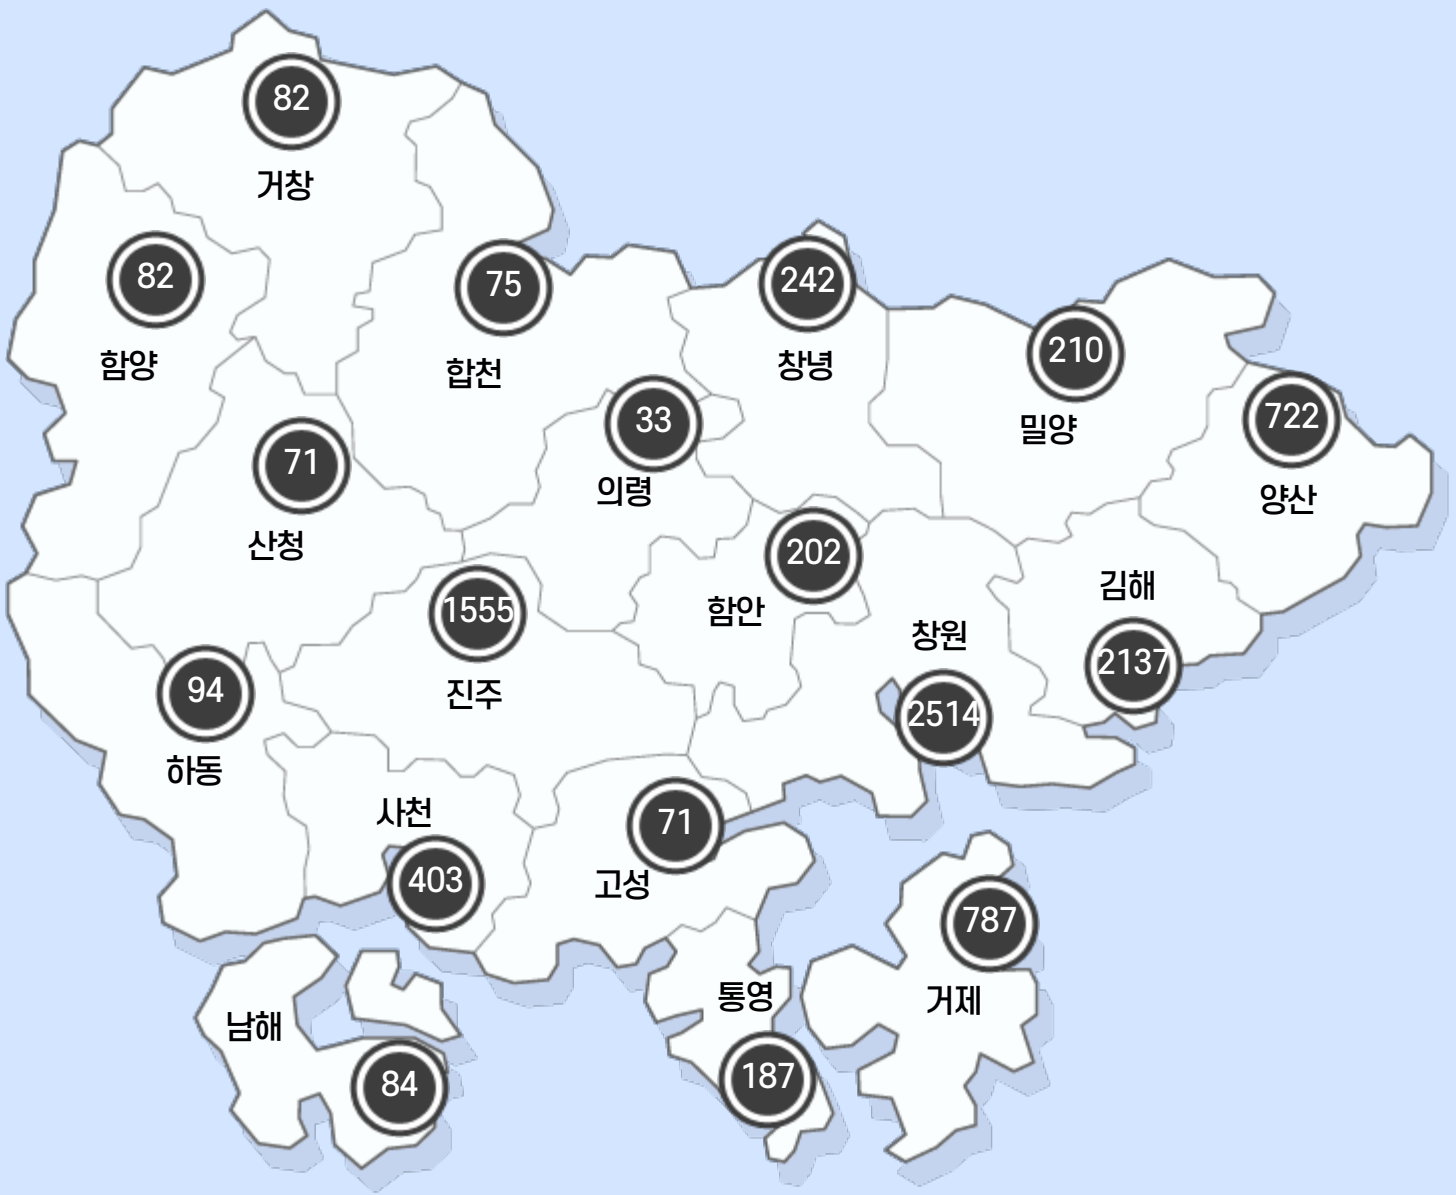 82
거창
82
함양
75
합천
242
창녕
210
밀양
722
양산
33
의령
71
산청
202
함안
김해
2137
1555
진주
창원
2514
94
하동
사천
403
71
고성
787
거제
통영
187
남해
84